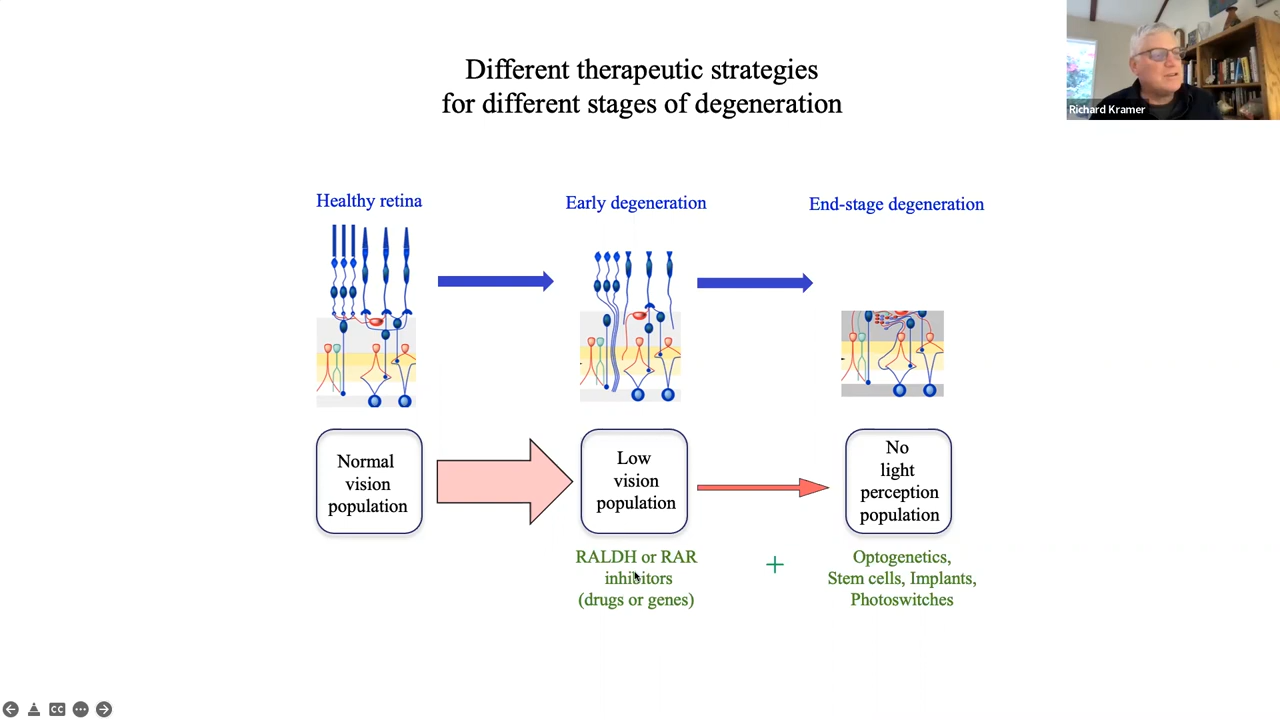 Different therapeutic strategies
for different stages of degeneration
Richard Kramer
Healthy retina
Early degeneration
End-stage degeneration
Normal
vision
population
Low
vision
population
No
light
perception
population
RALDH or RAR
inhibitors
(drugs or genes)
+
Optogenetics,
Stem cells, Implants,
Photoswitches
CC